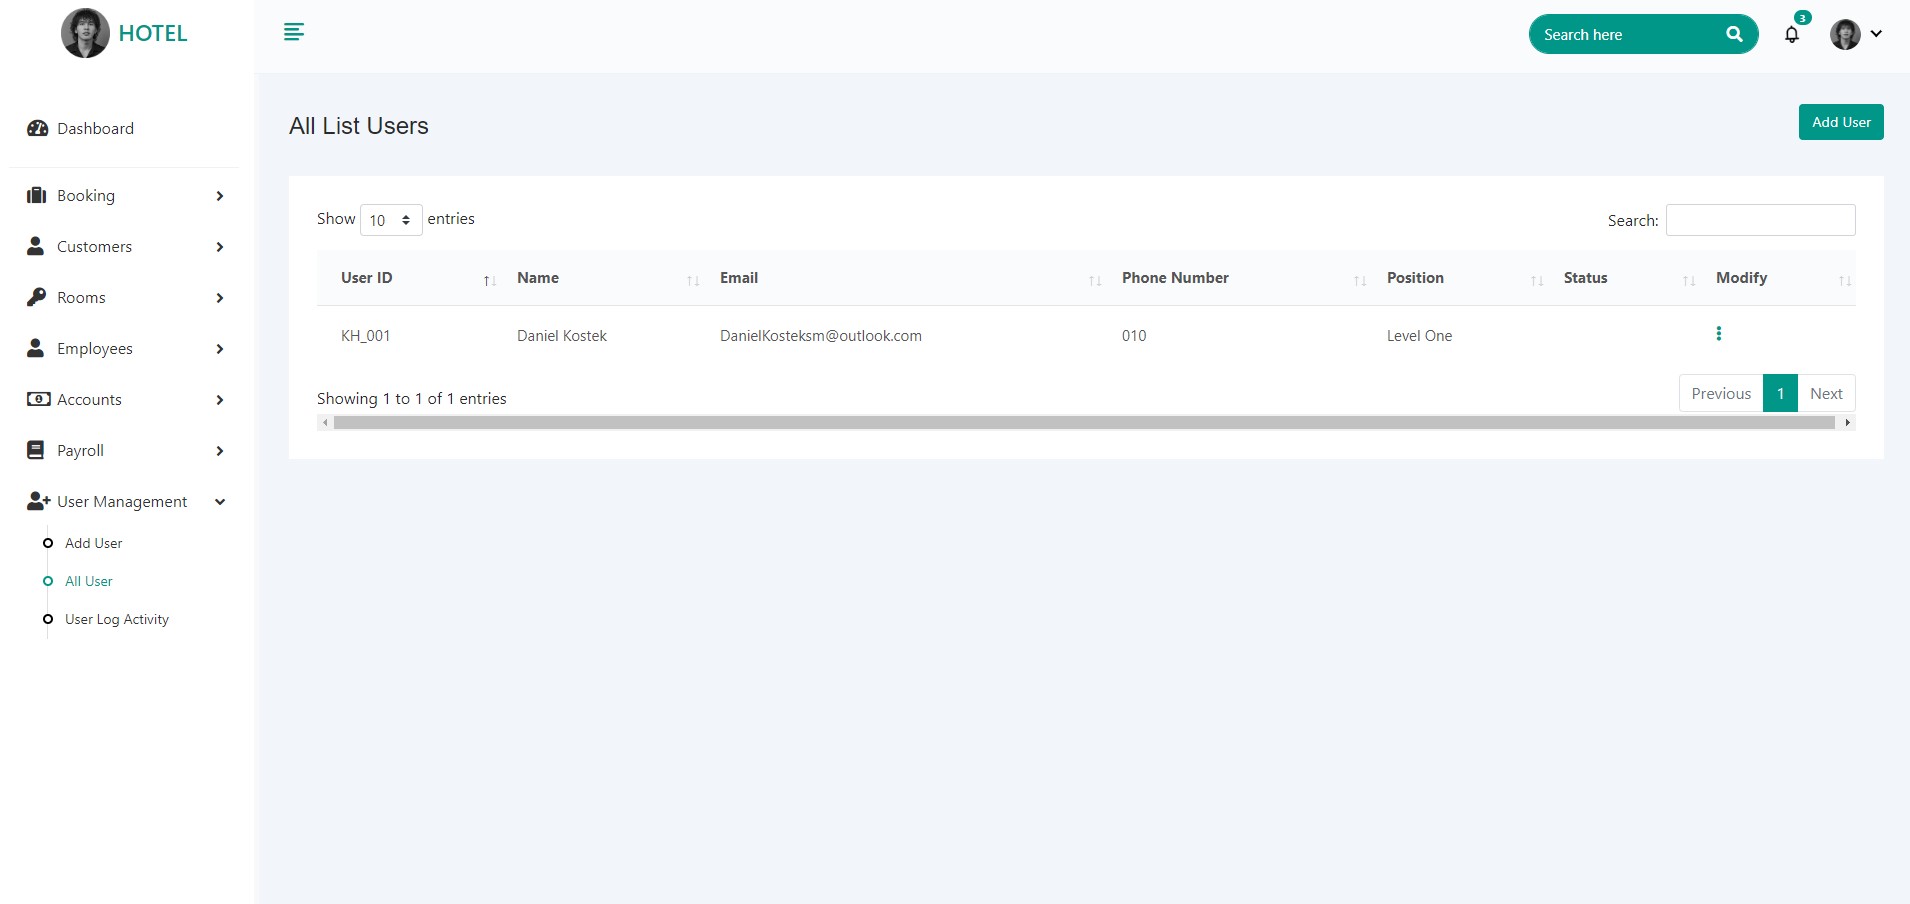 HOTEL
Search here
3
Dashboard
Booking
Customers
Rooms
Employees
Accounts
Payroll
User Management
Add User
All User
User Log Activity
All List Users
Add User
Show 10 entries
Search:
User ID Name Email Phone Number Position Status Modify
KH_001 Daniel Kostek DanielKosteksm@outlook.com 010 Level One
Showing 1 to 1 of 1 entries
Previous 1 Next